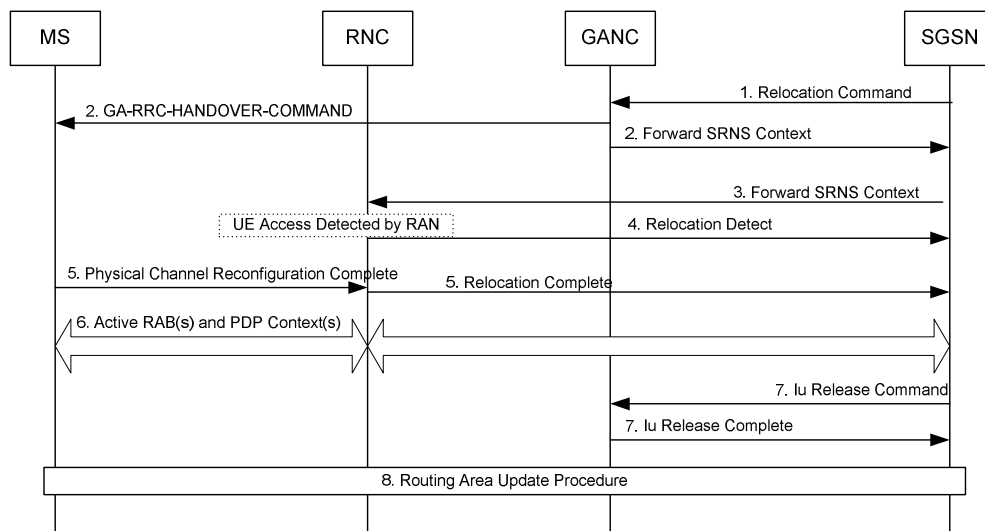 MS
RNC
GANC
SGSN
1. Relocation Command
2. GA-RRC-HANDOVER-COMMAND
2. Forward SRNS Context
3. Forward SRNS Context
UE Access Detected by RAN
4. Relocation Detect
5. Physical Channel Reconfiguration Complete
5. Relocation Complete
6. Active RAB(s) and PDP Context(s)
7. Iu Release Command
7. Iu Release Complete
8. Routing Area Update Procedure